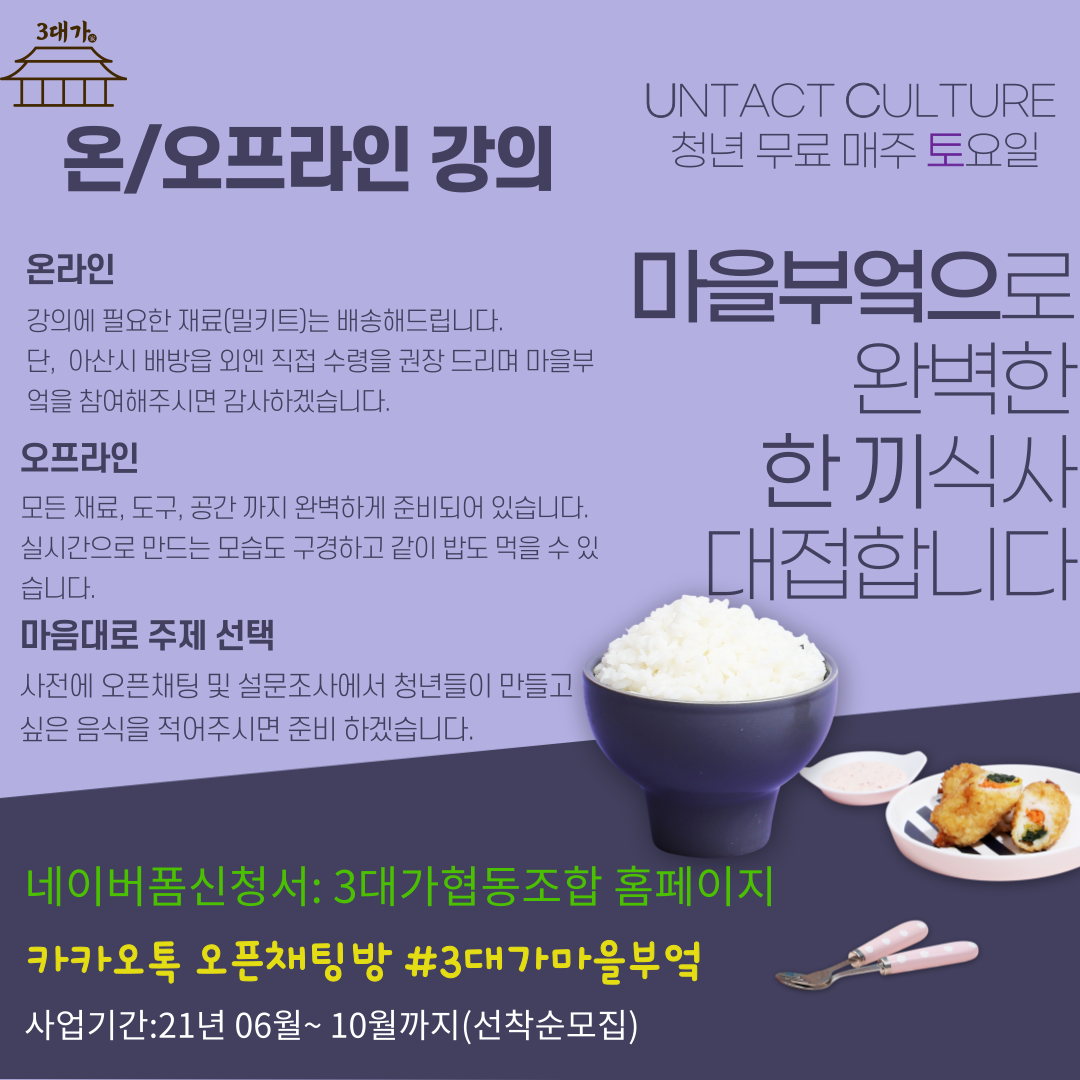 3대가
온/오프라인 강의
UNTACT CULTURE
청년 무료 매주 토요일
온라인
강의에 필요한 재료(밀키트)는 배송해드립니다.
단, 아산시 배방읍 외엔 직접 수령을 권장 드리며 마을부
엌을 참여해주시면 감사하겠습니다.
오프라인
모든 재료, 도구, 공간 까지 완벽하게 준비되어 있습니다.
실시간으로 만드는 모습도 구경하고 같이 밥도 먹을 수 있
습니다.
마음대로 주제 선택
사전에 오픈채팅 및 설문조사에서 청년들이 만들고
싶은 음식을 적어주시면 준비 하겠습니다.
마을부엌으로
완벽한
한 끼식사
대접합니다
네이버폼신청서: 3대가협동조합 홈페이지
카카오톡 오픈채팅방 #3대가마을부엌
사업기간:21년 06월~ 10월까지(선착순모집)